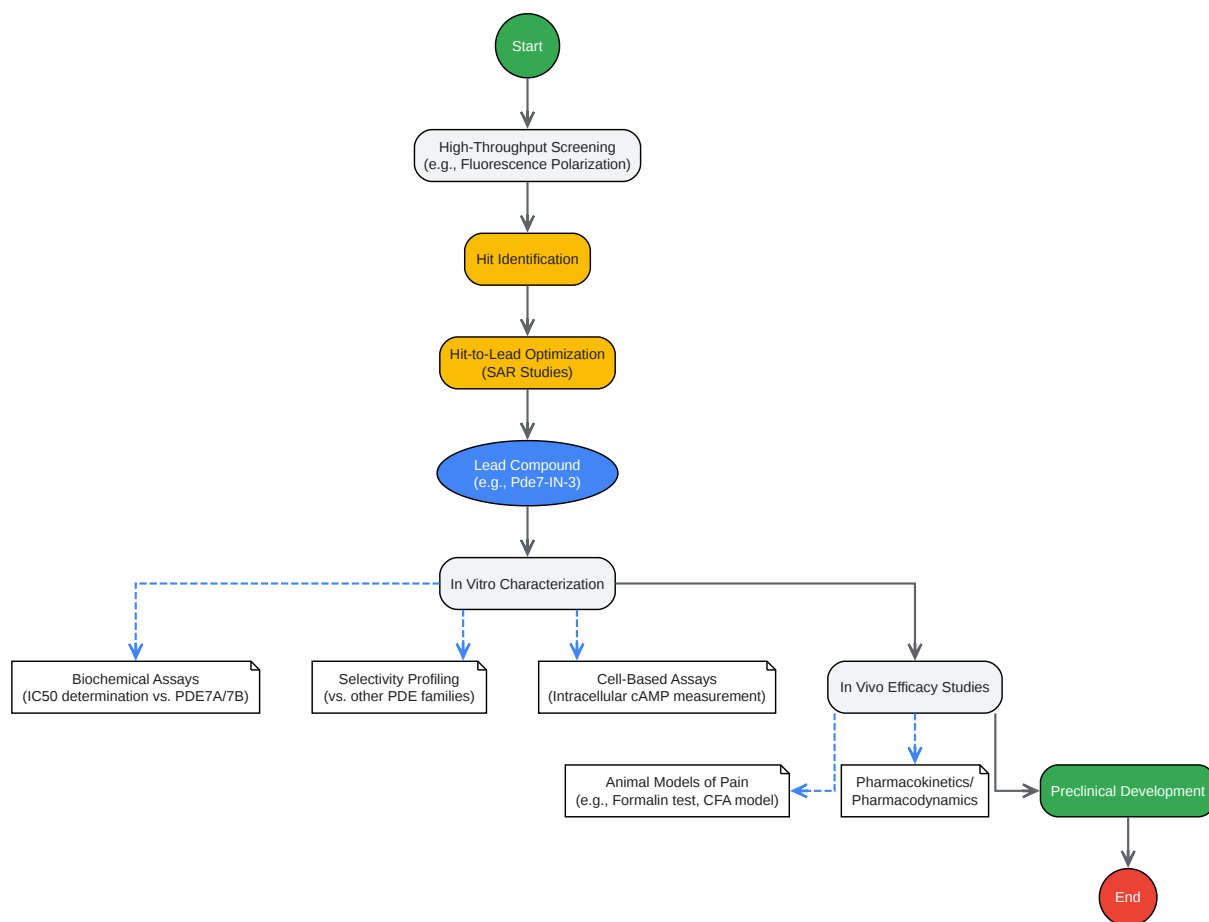 Start
High-Throughput Screening
(e.g., Fluorescence Polarization)
Hit Identification
Hit-to-Lead Optimization
(SAR Studies)
Lead Compound
(e.g., Pde7-IN-3)
In Vitro Characterization
Biochemical Assays
(IC50 determination vs. PDE7A/7B)
Selectivity Profiling
(vs. other PDE families)
Cell-Based Assays
(Intracellular cAMP measurement)
In Vivo Efficacy Studies
Animal Models of Pain
(e.g., Formalin test, CFA model)
Pharmacokinetics/
Pharmacodynamics
Preclinical Development
End